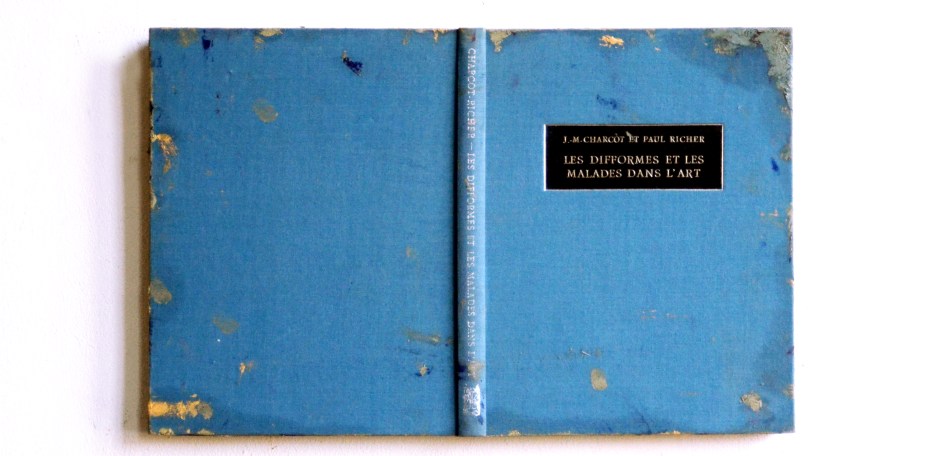 CHARCOT-RICHER — LES DIFFORMES ET LES MALADES DANS L'
J.-M. CHARCOT ET PAUL RICHER
LES DIFFORMES ET LES
MALADES DANS L'ART